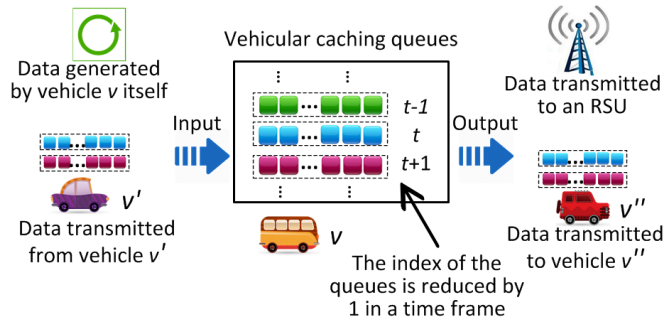 Vehicular caching queues
Data generated
by vehicle v itself
Data transmitted
to an RSU
t-1
t
t+1
Input
Output
v'
Data transmitted
from vehicle v'
v
v''
Data transmitted
to vehicle v''
The index of the
queues is reduced by
1 in a time frame